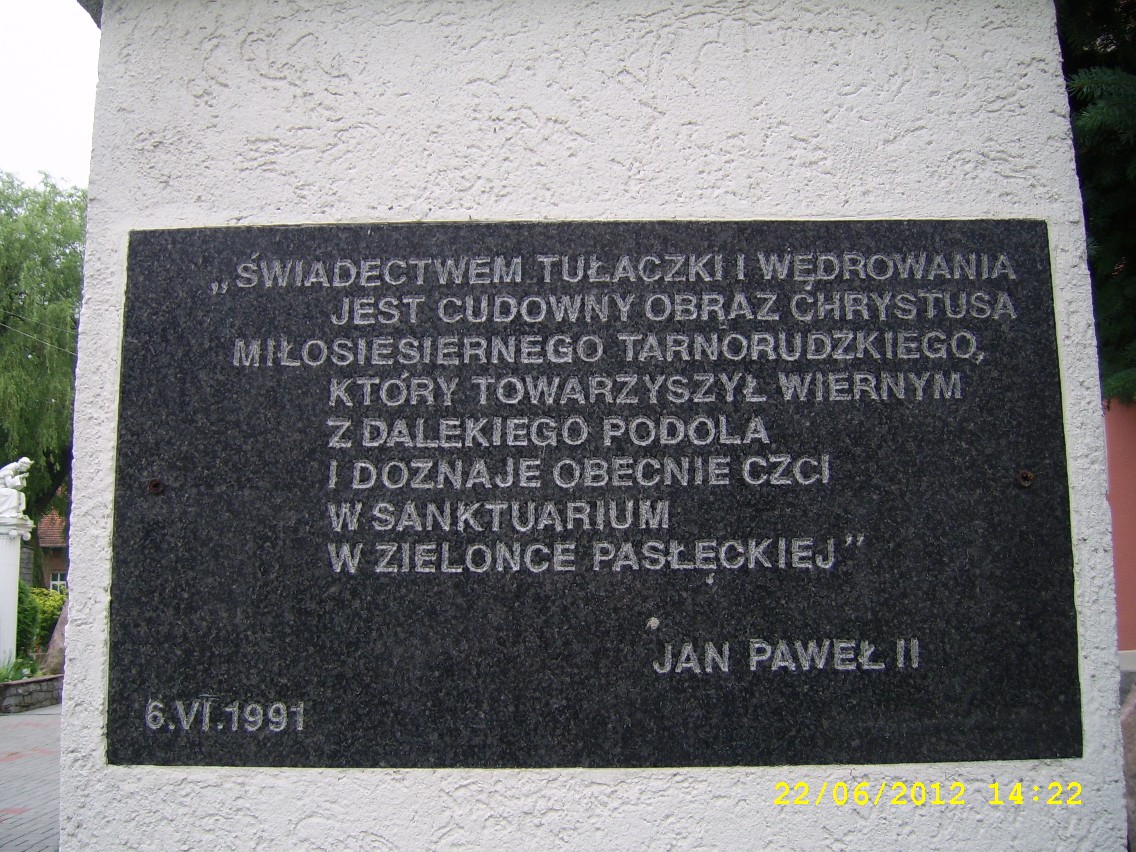 „ŚWIADECTWEM TUŁACZKI I WĘDROWANIA
JEST CUDOWNY OBRAZ CHRYSTUSA
MIŁOSIESIERNEGO TARNORUDZKIEGO,
KTÓRY TOWARZYSZYŁ WIERNYM
Z DALEKIEGO PODOLA
I DOZNAJE OBECNIE CZCI
W SANKTUARIUM
W ZIELONCE PASŁĘCKIEJ”
JAN PAWEŁ II
6.VI.1991
22/06/2012 14:22